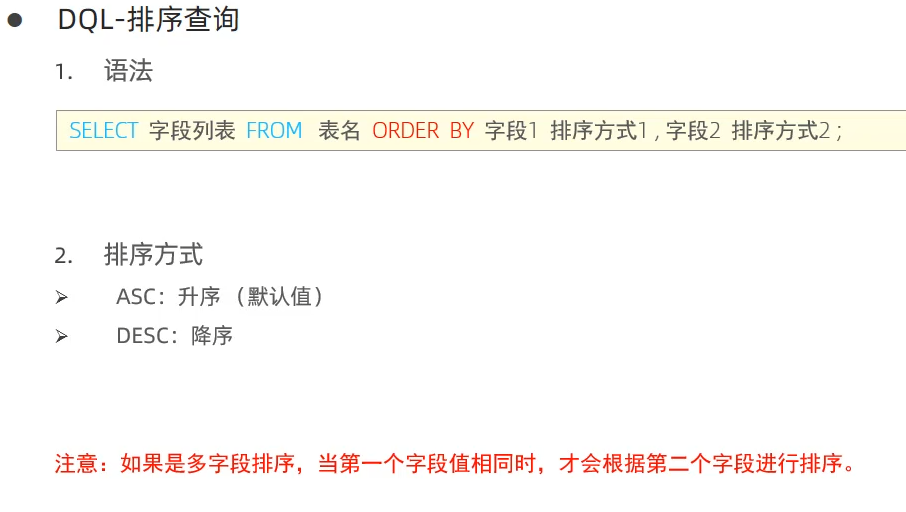 ● DQL-排序查询
1. 语法
SELECT 字段列表 FROM 表名 ORDER BY 字段1 排序方式1 , 字段2 排序方式2 ;
2. 排序方式
➢ ASC：升序（默认值）
➢ DESC：降序
注意：如果是多字段排序，当第一个字段值相同时，才会根据第二个字段进行排序。